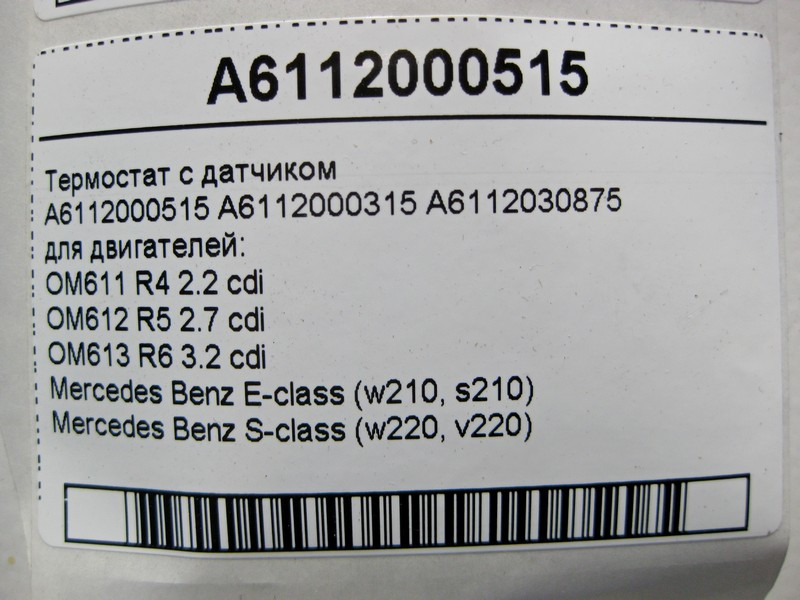 A6112000515
Термостат с датчиком
A6112000515 A6112000315 A6112030875
для двигателей:
OM611 R4 2.2 cdi
OM612 R5 2.7 cdi
OM613 R6 3.2 cdi
Mercedes Benz E-class (w210, s210)
Mercedes Benz S-class (w220, v220)